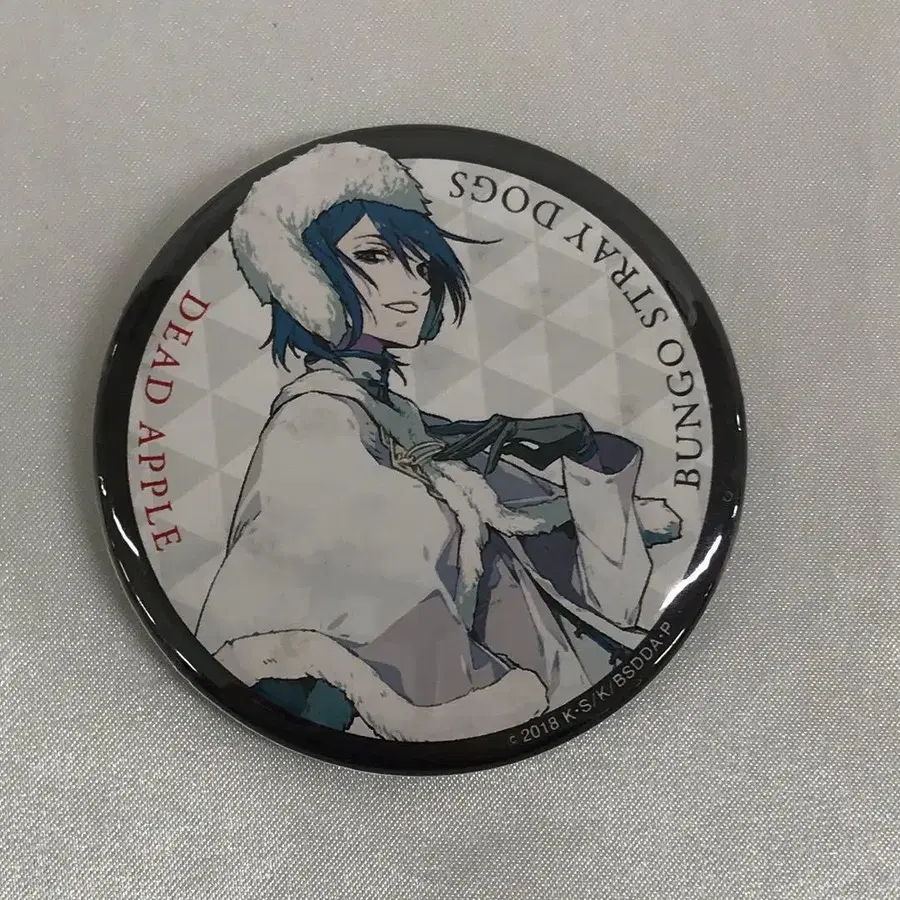 BUNGO STRAY DOGS
DEAD APPLE
c 2018 K·S/K/BSDDA·P